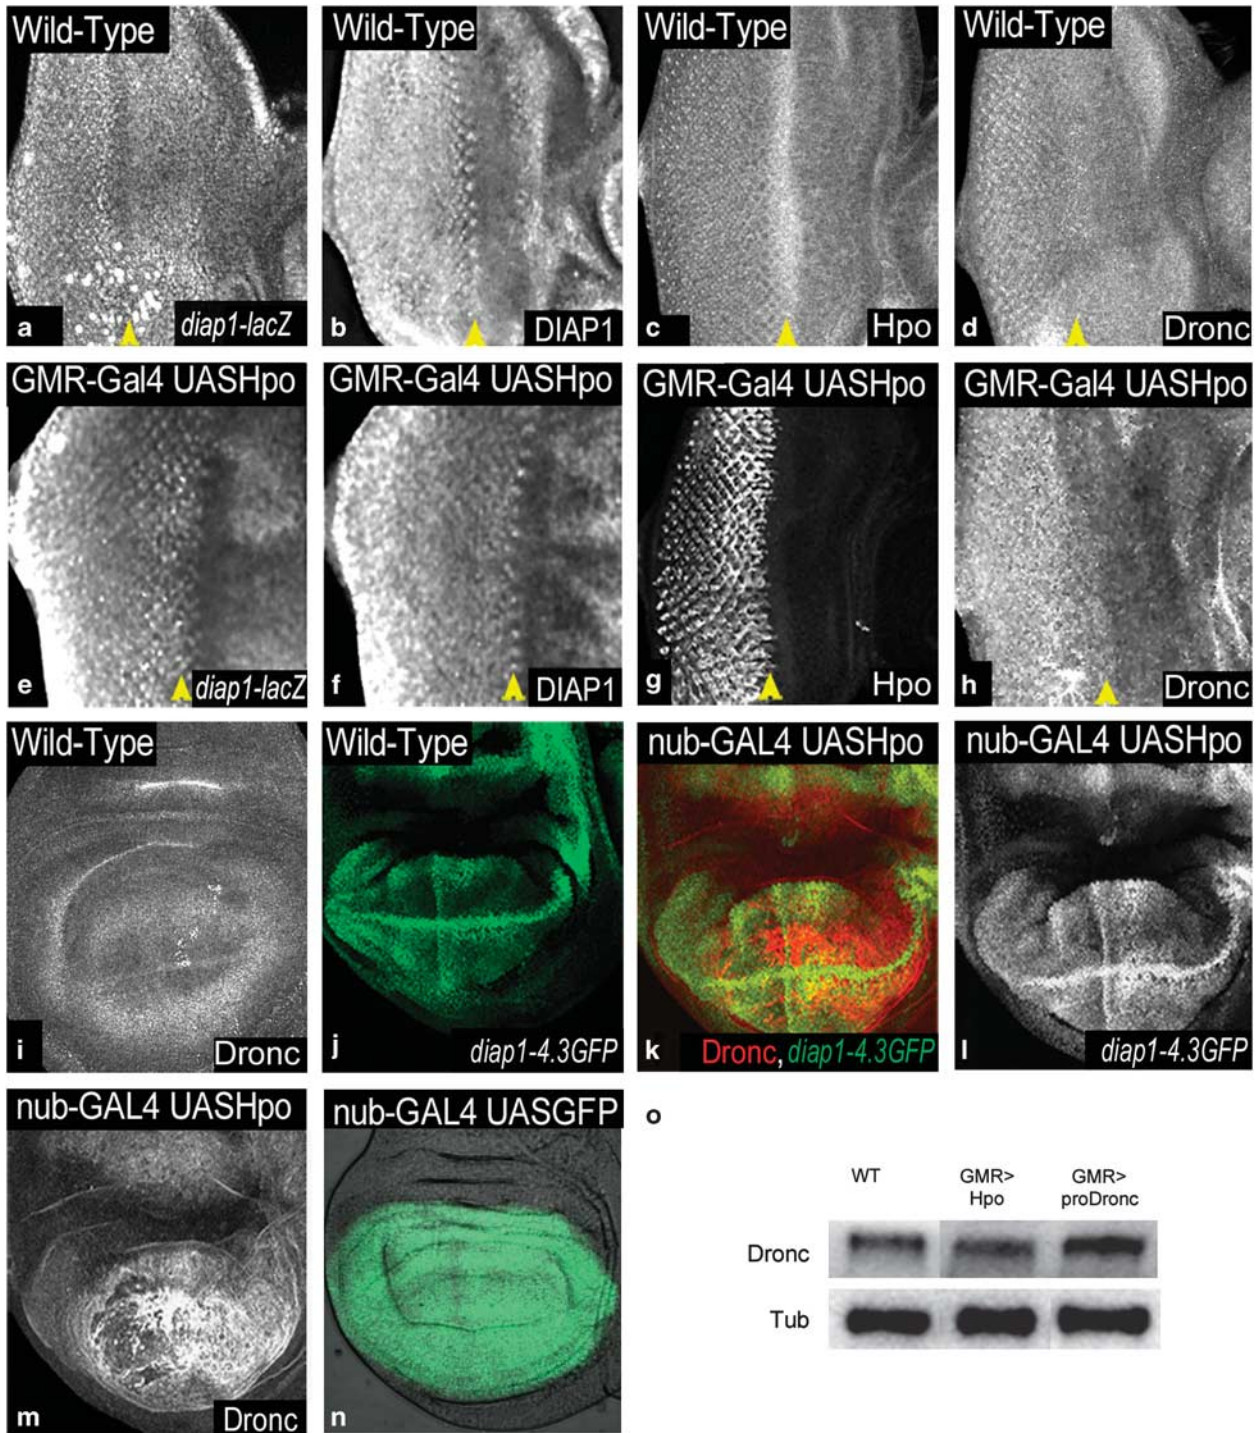 Wild-Type
a
diap1-lacZ
Wild-Type
b
DIAP1
Wild-Type
c
Hpo
Wild-Type
d
Dronc
GMR-Gal4 UASHpo
e
diap1-lacZ
GMR-Gal4 UASHpo
f
DIAP1
GMR-Gal4 UASHpo
g
Hpo
GMR-Gal4 UASHpo
h
Dronc
Wild-Type
i
Dronc
Wild-Type
j
diap1-4.3GFP
nub-GAL4 UASHpo
k
Dronc, diap1-4.3GFP
nub-GAL4 UASHpo
l
diap1-4.3GFP
nub-GAL4 UASHpo
m
Dronc
nub-GAL4 UASGFP
n
o
WT
GMR>
Hpo
GMR>
proDronc
Dronc
Tub